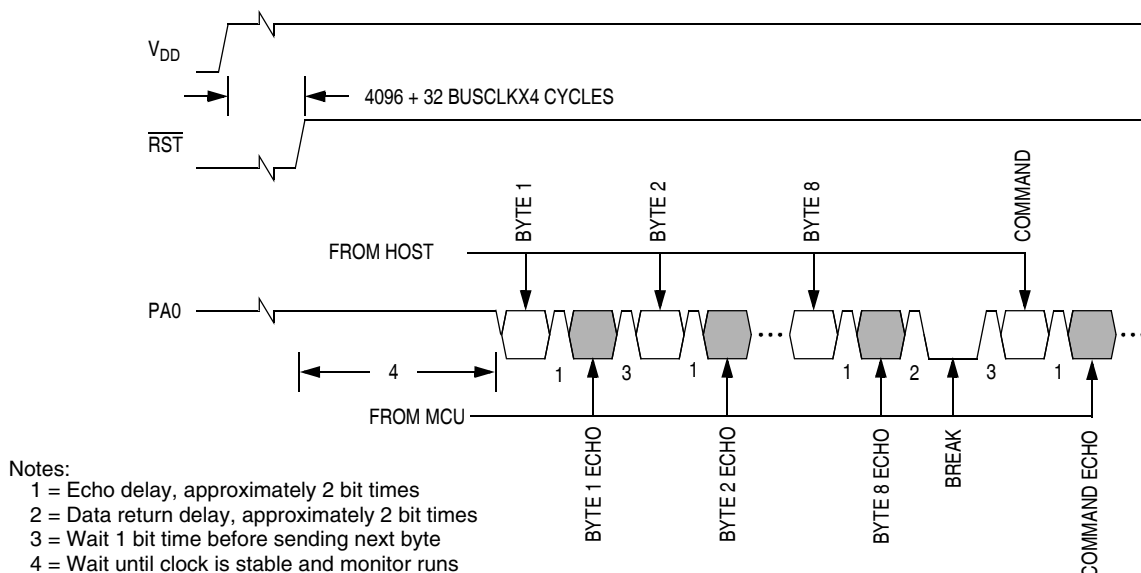 VDD
4096 + 32 BUSCLKX4 CYCLES
RST
BYTE 1
BYTE 2
BYTE 8
COMMAND
FROM HOST
PA0
4
1
3
1
1
2
3
1
FROM MCU
BYTE 1 ECHO
BYTE 2 ECHO
BYTE 8 ECHO
BREAK
COMMAND ECHO
Notes:
1 = Echo delay, approximately 2 bit times
2 = Data return delay, approximately 2 bit times
3 = Wait 1 bit time before sending next byte
4 = Wait until clock is stable and monitor runs